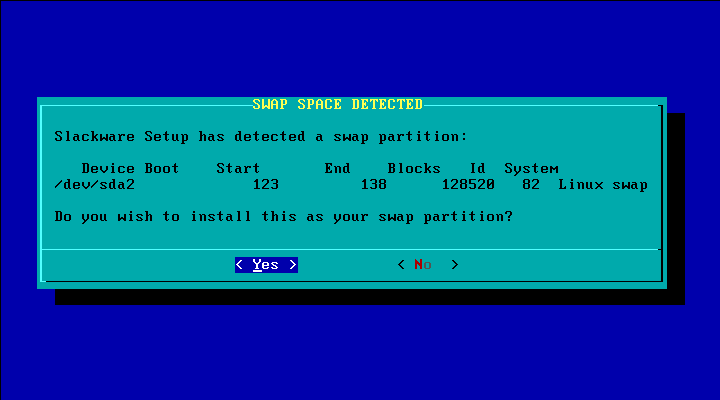 SWAP SPACE DETECTED
Slackware Setup has detected a swap partition:
Device Boot Start End Blocks Id System
/dev/sda2 123 138 128520 82 Linux swap
Do you wish to install this as your swap partition?
< Yes > < No >